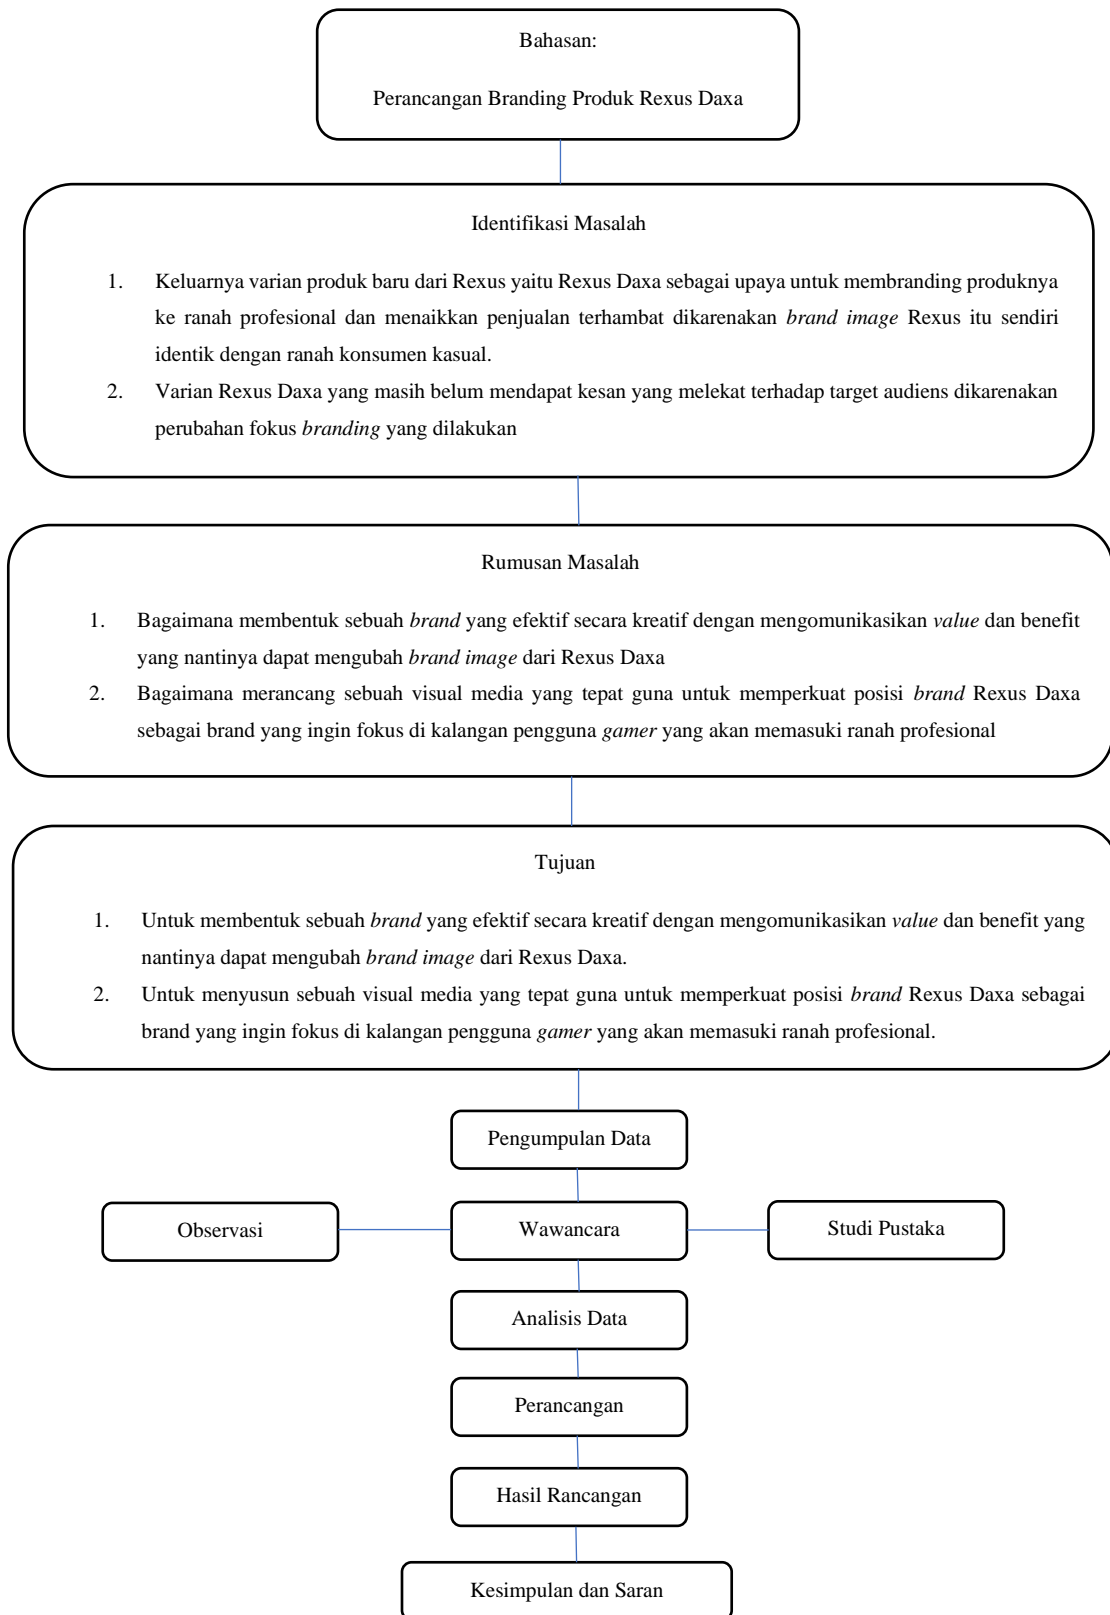 Bahasan:
Perancangan Branding Produk Rexus Daxa
Identifikasi Masalah
1. Keluarnya varian produk baru dari Rexus yaitu Rexus Daxa sebagai upaya untuk membranding produknya
ke ranah profesional dan menaikkan penjualan terhambat dikarenakan brand image Rexus itu sendiri
identik dengan ranah konsumen kasual.
2. Varian Rexus Daxa yang masih belum mendapat kesan yang melekat terhadap target audiens dikarenakan
perubahan fokus branding yang dilakukan
Rumusan Masalah
1. Bagaimana membentuk sebuah brand yang efektif secara kreatif dengan mengomunikasikan value dan benefit
yang nantinya dapat mengubah brand image dari Rexus Daxa
2. Bagaimana merancang sebuah visual media yang tepat guna untuk memperkuat posisi brand Rexus Daxa
sebagai brand yang ingin fokus di kalangan pengguna gamer yang akan memasuki ranah profesional
Tujuan
1. Untuk membentuk sebuah brand yang efektif secara kreatif dengan mengomunikasikan value dan benefit yang
nantinya dapat mengubah brand image dari Rexus Daxa.
2. Untuk menyusun sebuah visual media yang tepat guna untuk memperkuat posisi brand Rexus Daxa sebagai
brand yang ingin fokus di kalangan pengguna gamer yang akan memasuki ranah profesional.
Pengumpulan Data
Observasi
Wawancara
Studi Pustaka
Analisis Data
Perancangan
Hasil Rancangan
Kesimpulan dan Saran